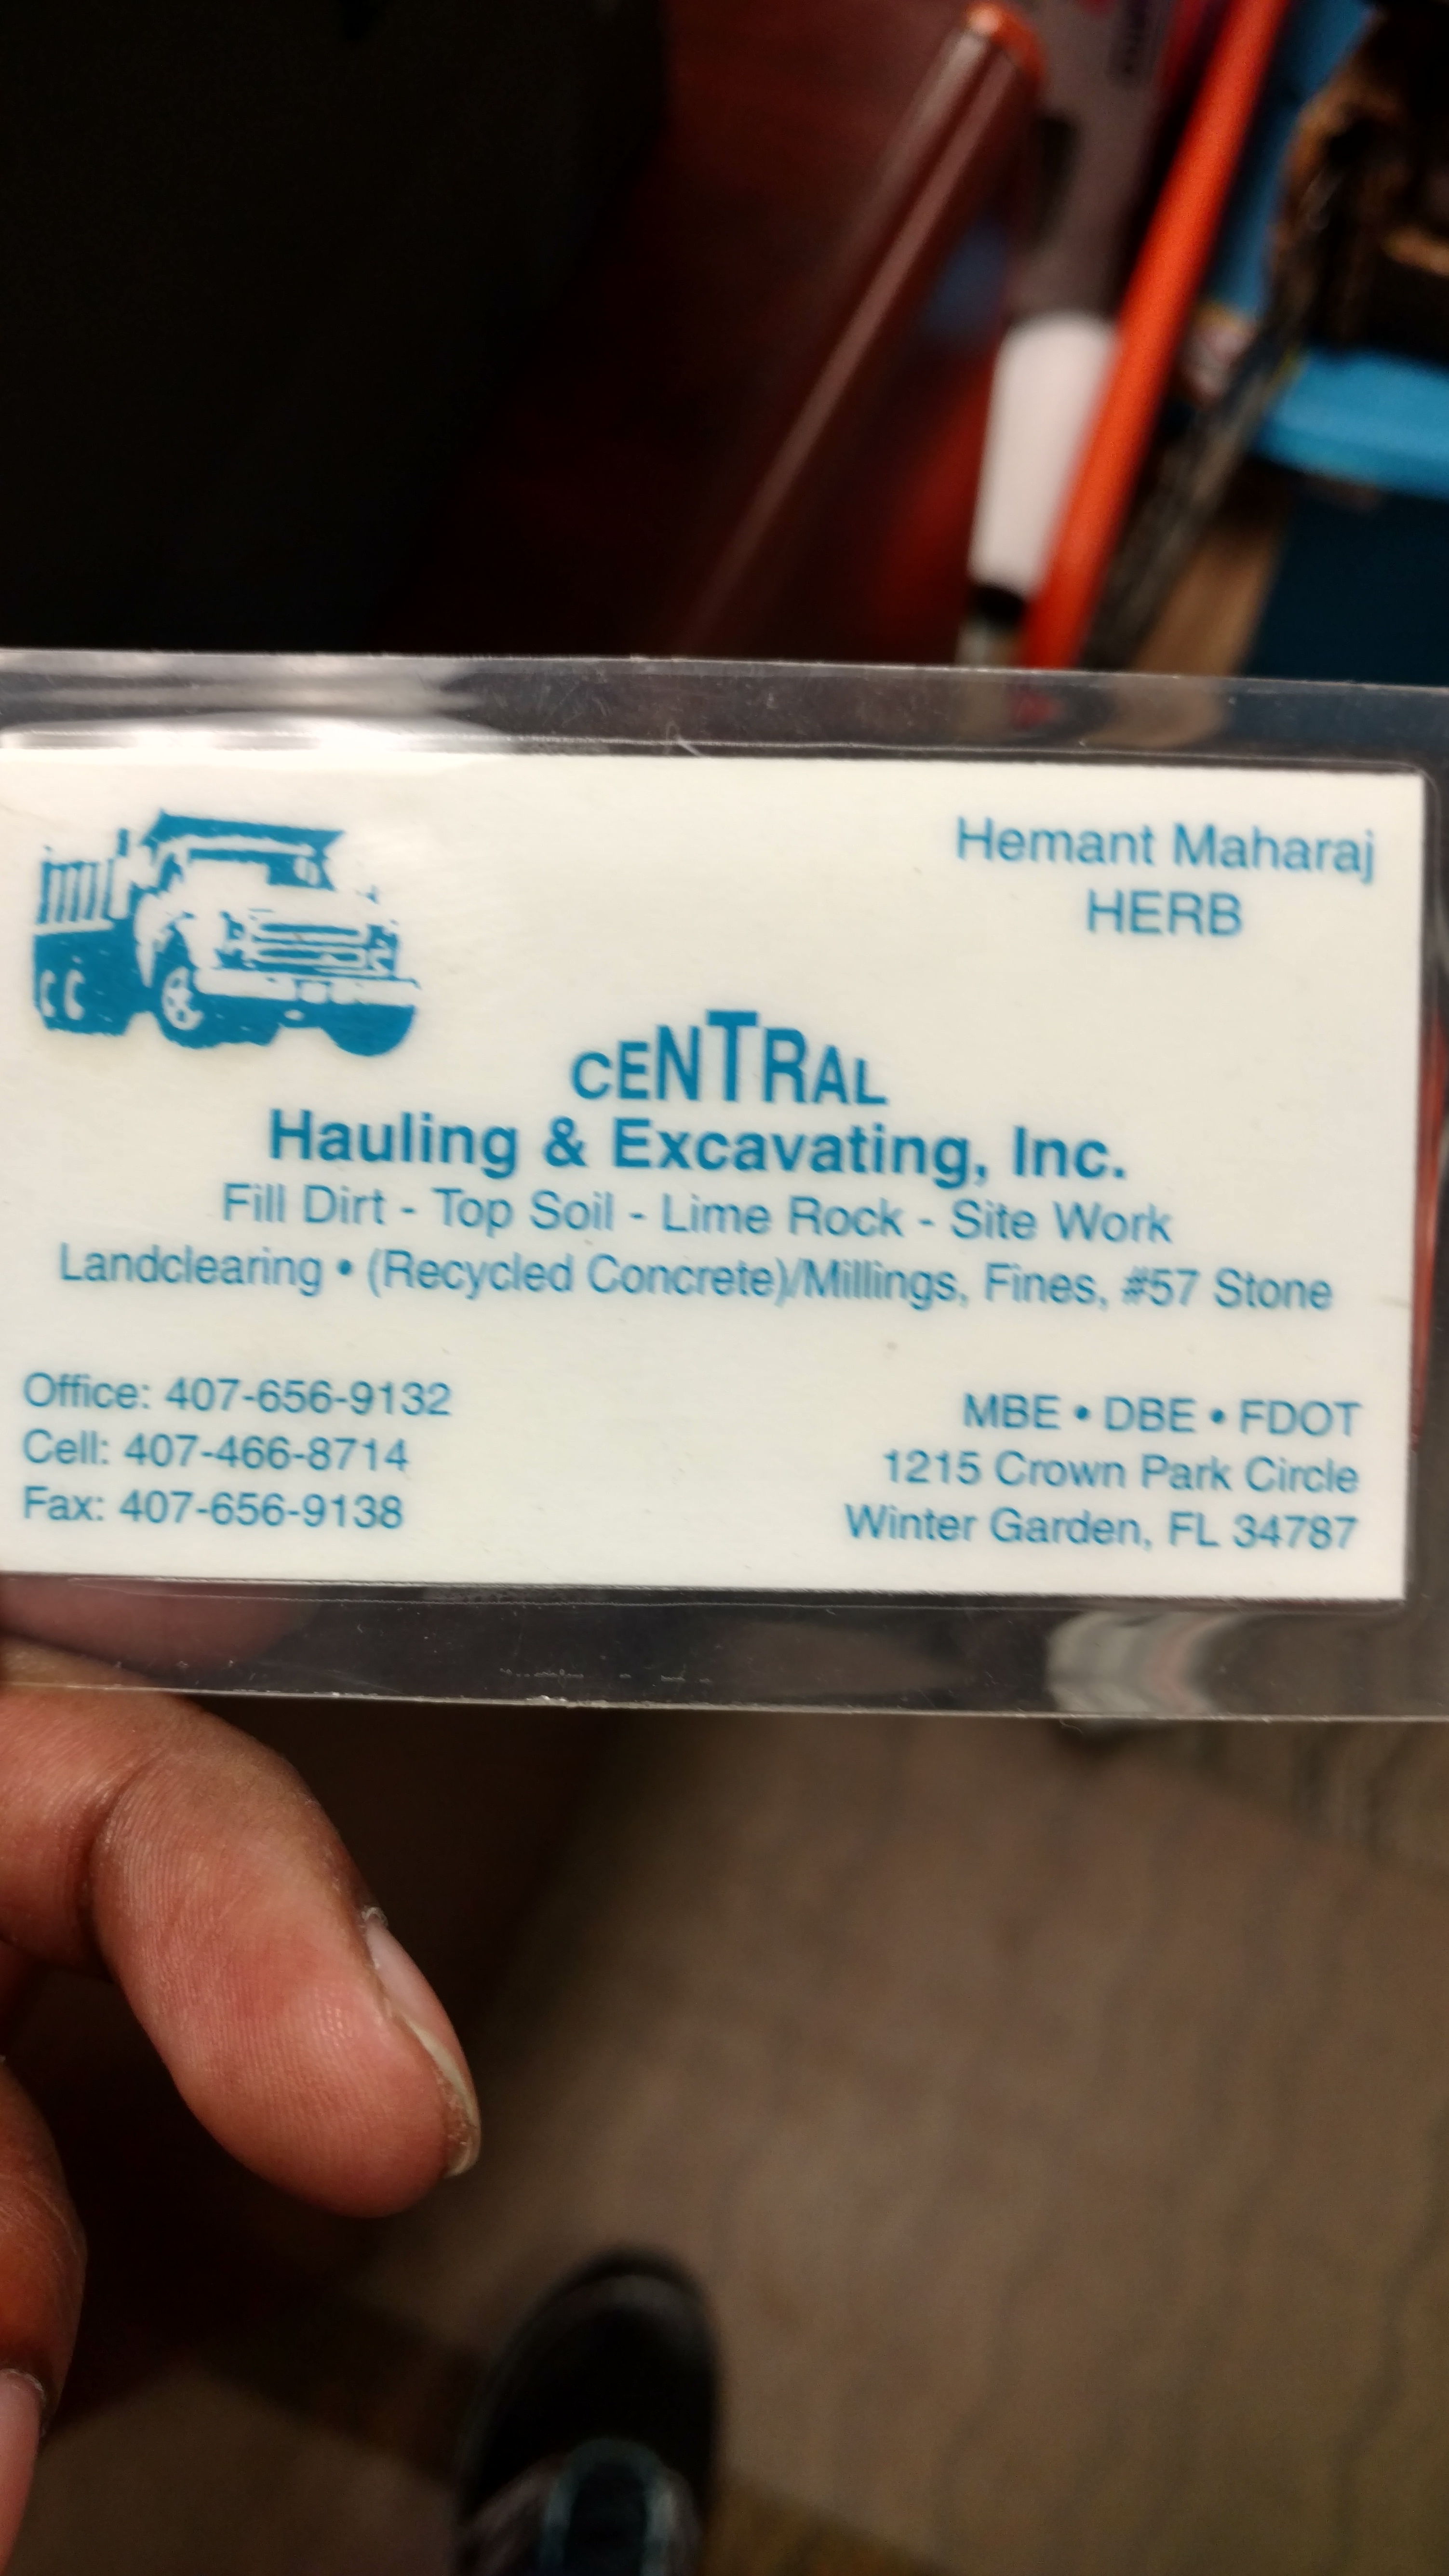 Hemant Maharaj
HERB
CENTRAL
Hauling & Excavating, Inc.
Fill Dirt - Top Soil - Lime Rock - Site Work
Landclearing • (Recycled Concrete)/Millings, Fines, #57 Stone
Office: 407-656-9132
Cell: 407-466-8714
Fax: 407-656-9138
MBE • DBE • FDOT
1215 Crown Park Circle
Winter Garden, FL 34787